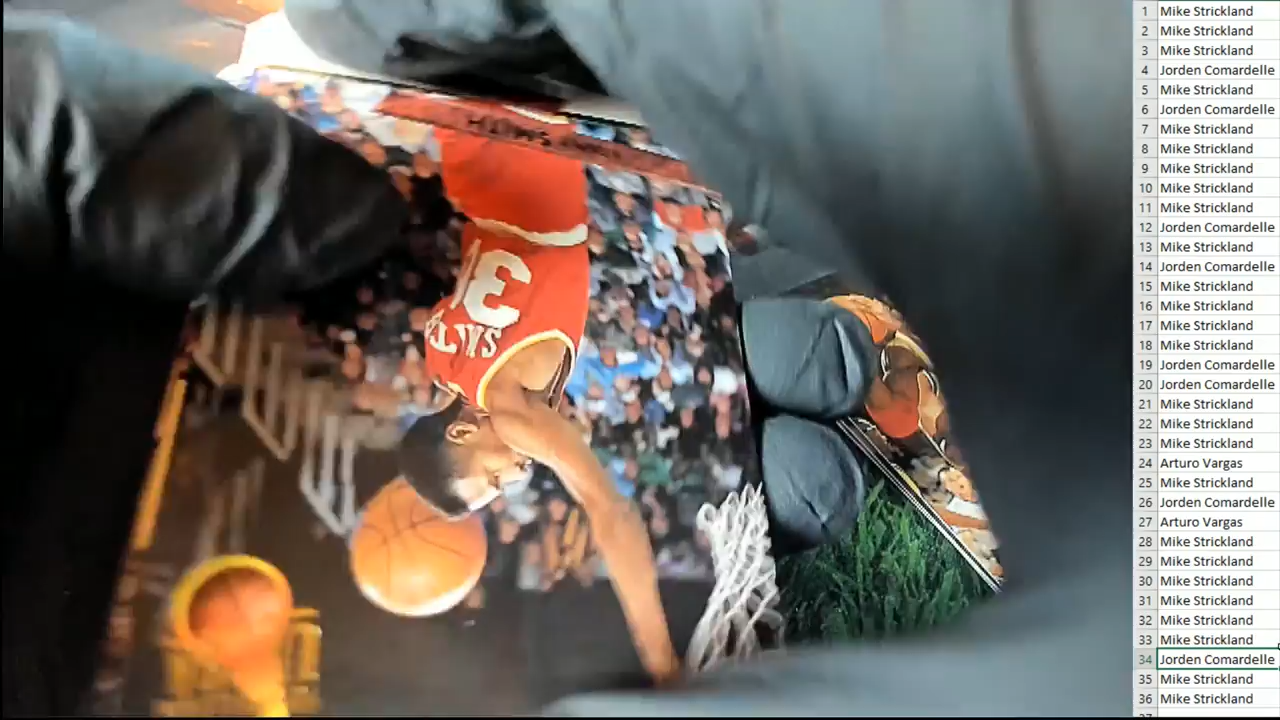 1 Mike Strickland
2 Mike Strickland
3 Mike Strickland
4 Jorden Comardelle
5 Mike Strickland
6 Jorden Comardelle
7 Mike Strickland
8 Mike Strickland
9 Mike Strickland
10 Mike Strickland
11 Mike Strickland
12 Jorden Comardelle
13 Mike Strickland
14 Jorden Comardelle
15 Mike Strickland
16 Mike Strickland
17 Mike Strickland
18 Mike Strickland
19 Jorden Comardelle
20 Jorden Comardelle
21 Mike Strickland
22 Mike Strickland
23 Mike Strickland
24 Arturo Vargas
25 Mike Strickland
26 Jorden Comardelle
27 Arturo Vargas
28 Mike Strickland
29 Mike Strickland
30 Mike Strickland
31 Mike Strickland
32 Mike Strickland
33 Mike Strickland
34 Jorden Comardelle
35 Mike Strickland
36 Mike Strickland
SMITH
3